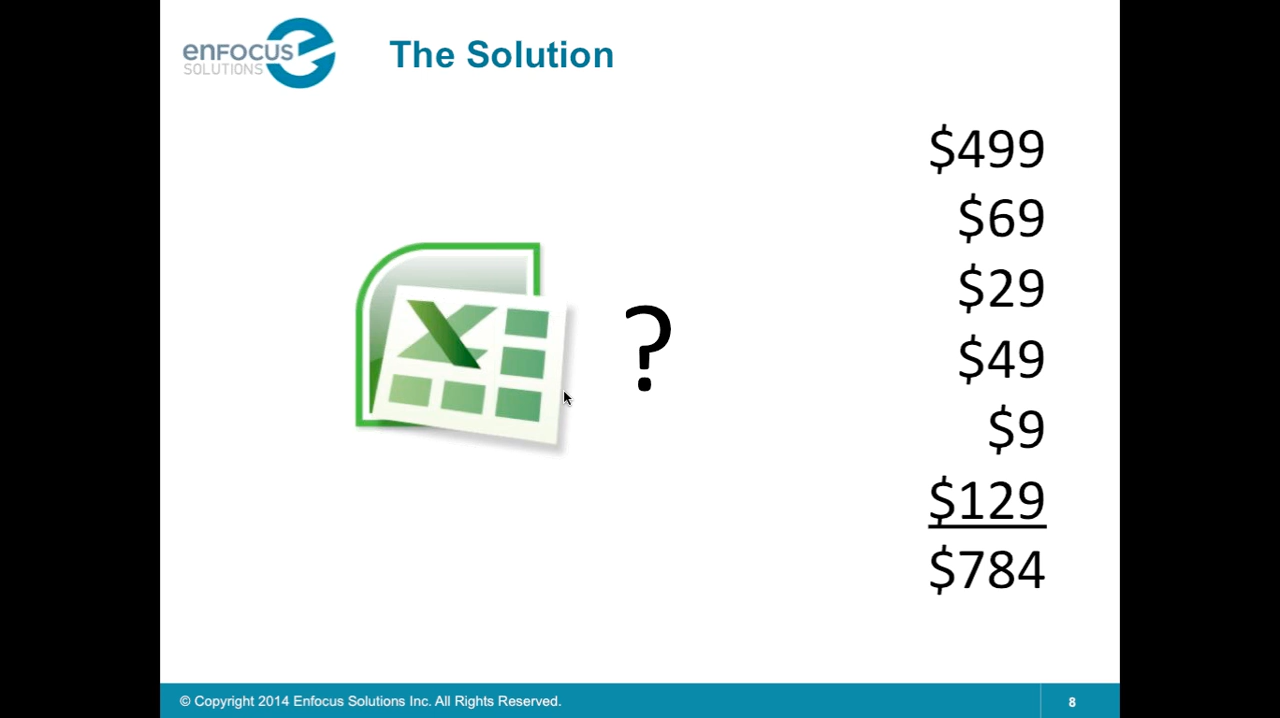 enFocus
SOLUTIONS
The Solution
$499
$69
$29
$49
$9
$129
$784
X
?
© Copyright 2014 Enfocus Solutions Inc. All Rights Reserved.
8